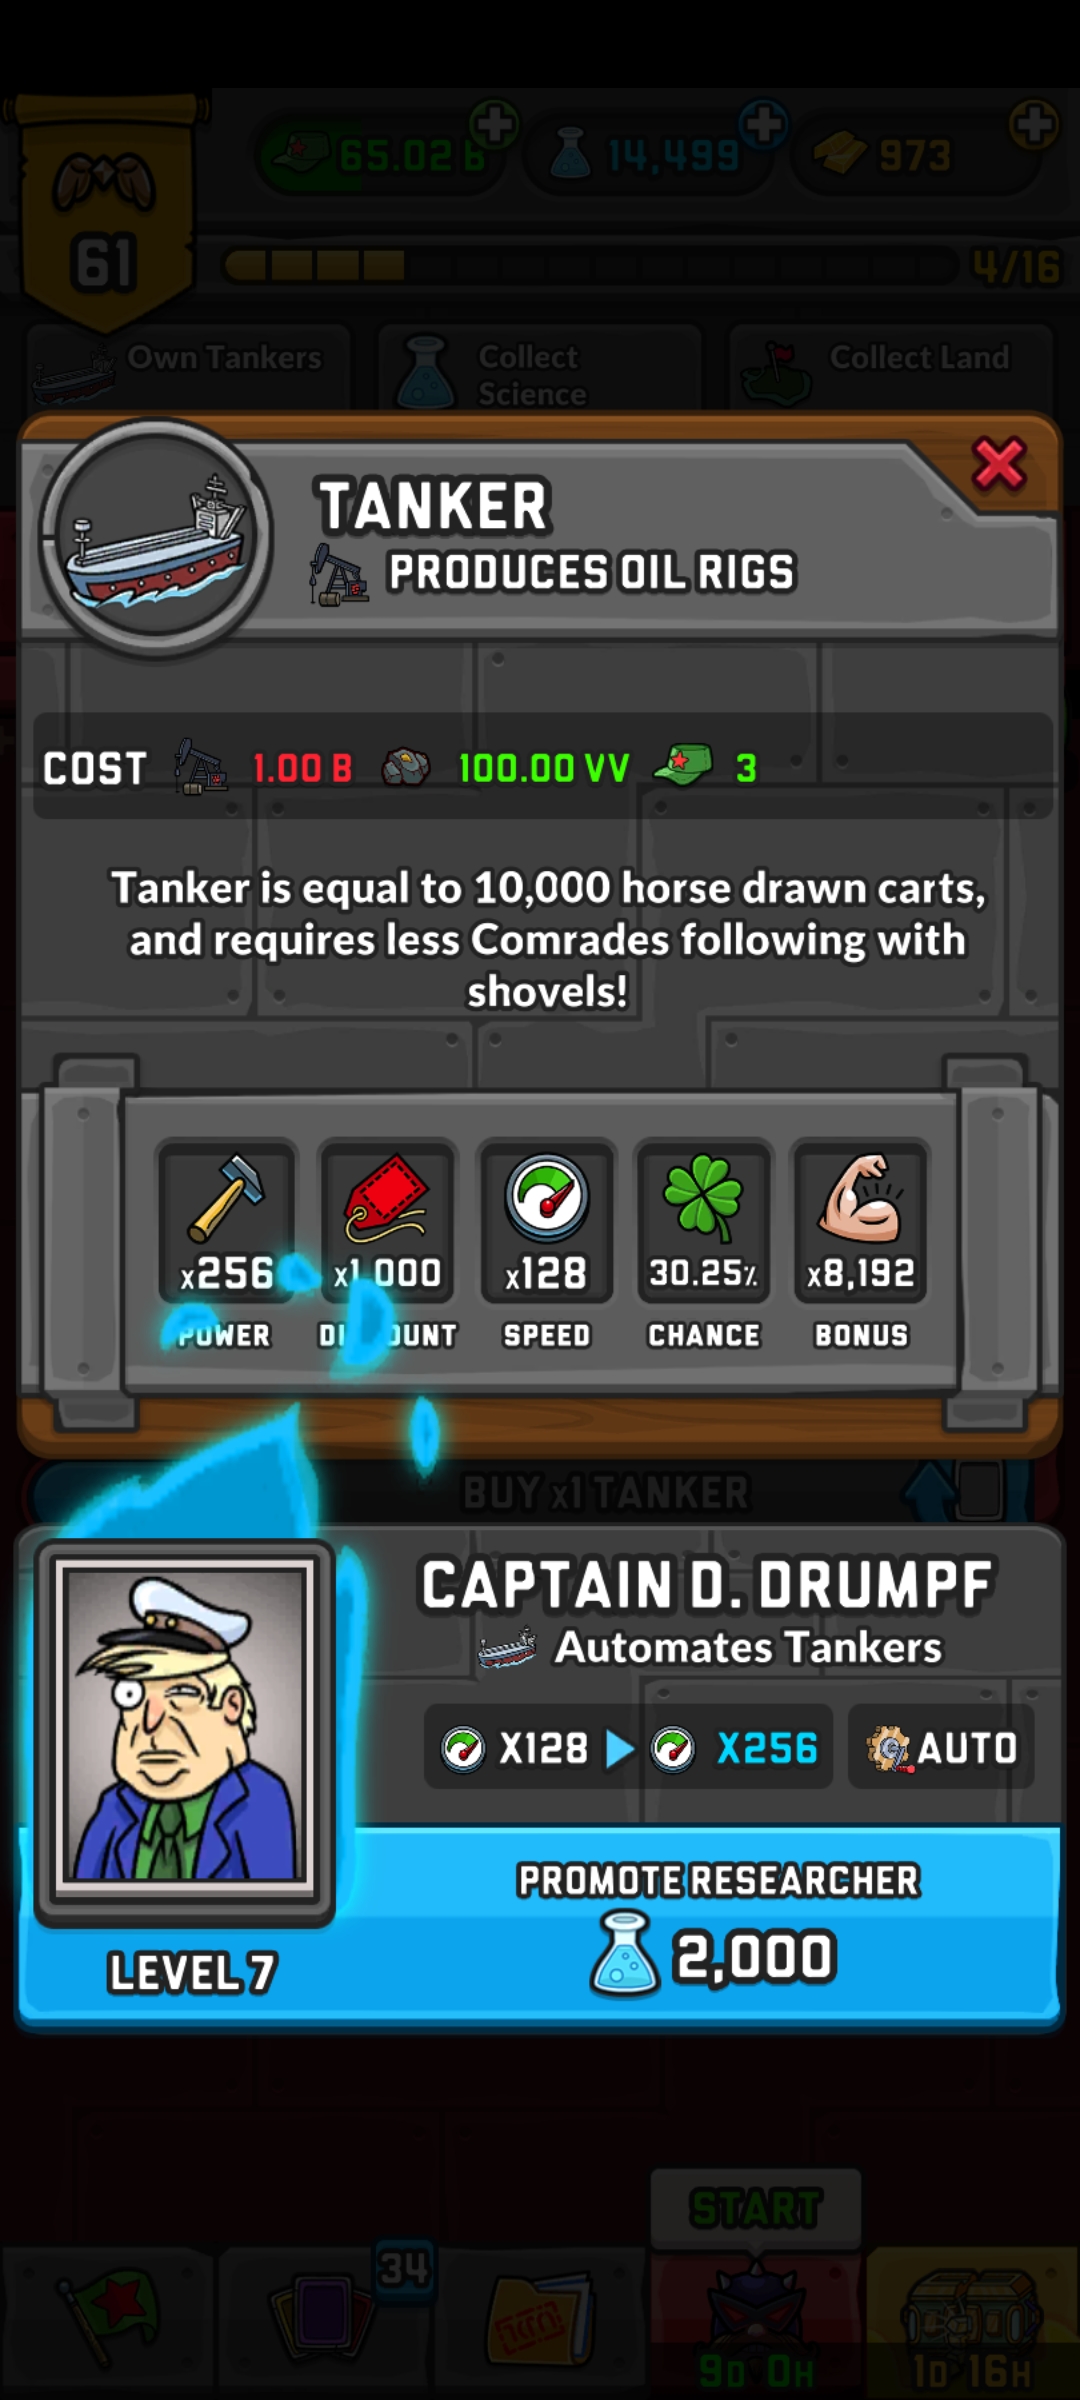 65.02 B 14,499 973
61
4/16
Own Tankers
Collect
Science
Collect Land
TANKER
PRODUCES OIL RIGS
COST 1.00 B 100.00 VV 3
Tanker is equal to 10,000 horse drawn carts,
and requires less Comrades following with
shovels!
x256 x1,000 x128 30.25% x8,192
POWER DISCOUNT SPEED CHANCE BONUS
BUY x1 TANKER
CAPTAIN D. DRUMPF
Automates Tankers
X128 X256 AUTO
PROMOTE RESEARCHER
LEVEL 7
2,000
START
34
9D 0H
1D 16H